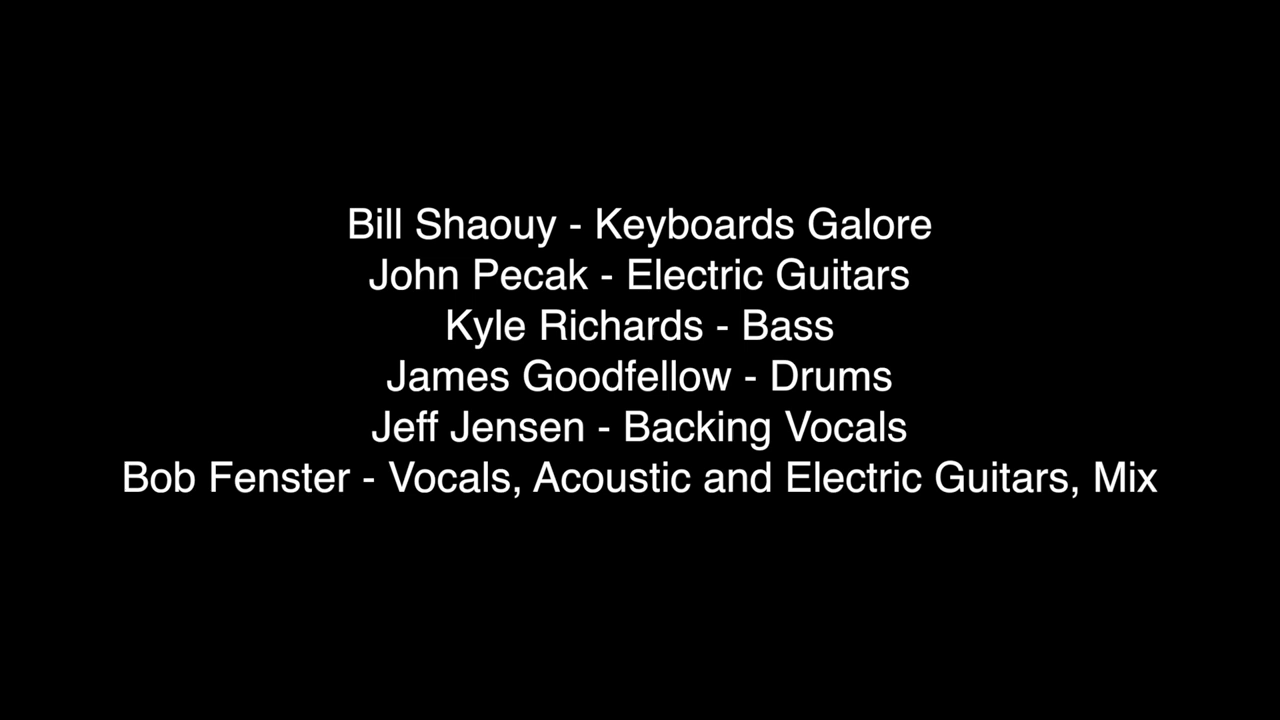 Bill Shaouy - Keyboards Galore
John Pecak - Electric Guitars
Kyle Richards - Bass
James Goodfellow - Drums
Jeff Jensen - Backing Vocals
Bob Fenster - Vocals, Acoustic and Electric Guitars, Mix